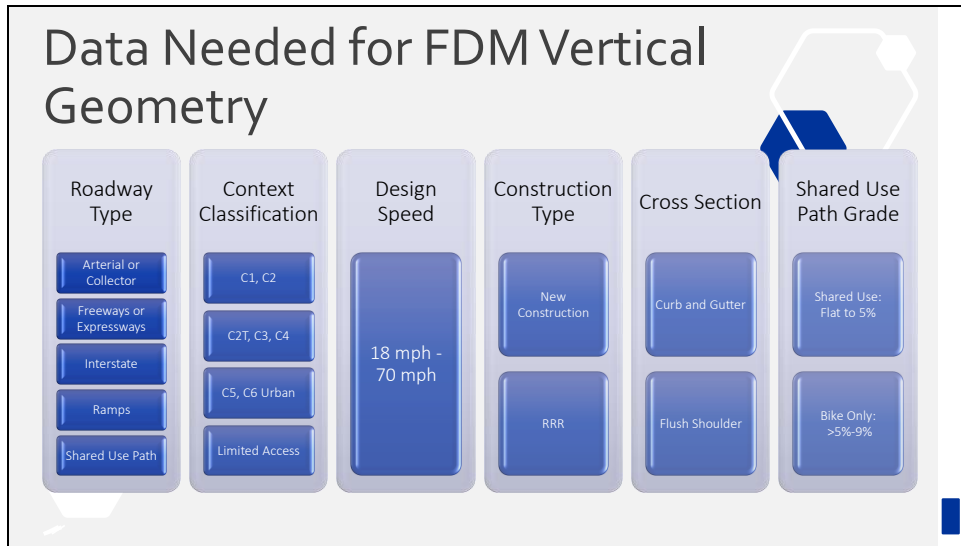 Data Needed for FDM Vertical
Geometry
Roadway
Type
Arterial or
Collector
Freeways or
Expressways
Interstate
Ramps
Shared Use Path
Context
Classification
C1, C2
C2T, C3, C4
C5, C6 Urban
Limited Access
Design
Speed
18 mph -
70 mph
Construction
Type
New
Construction
RRR
Cross Section
Curb and Gutter
Flush Shoulder
Shared Use
Path Grade
Shared Use:
Flat to 5%
Bike Only:
>5%-9%